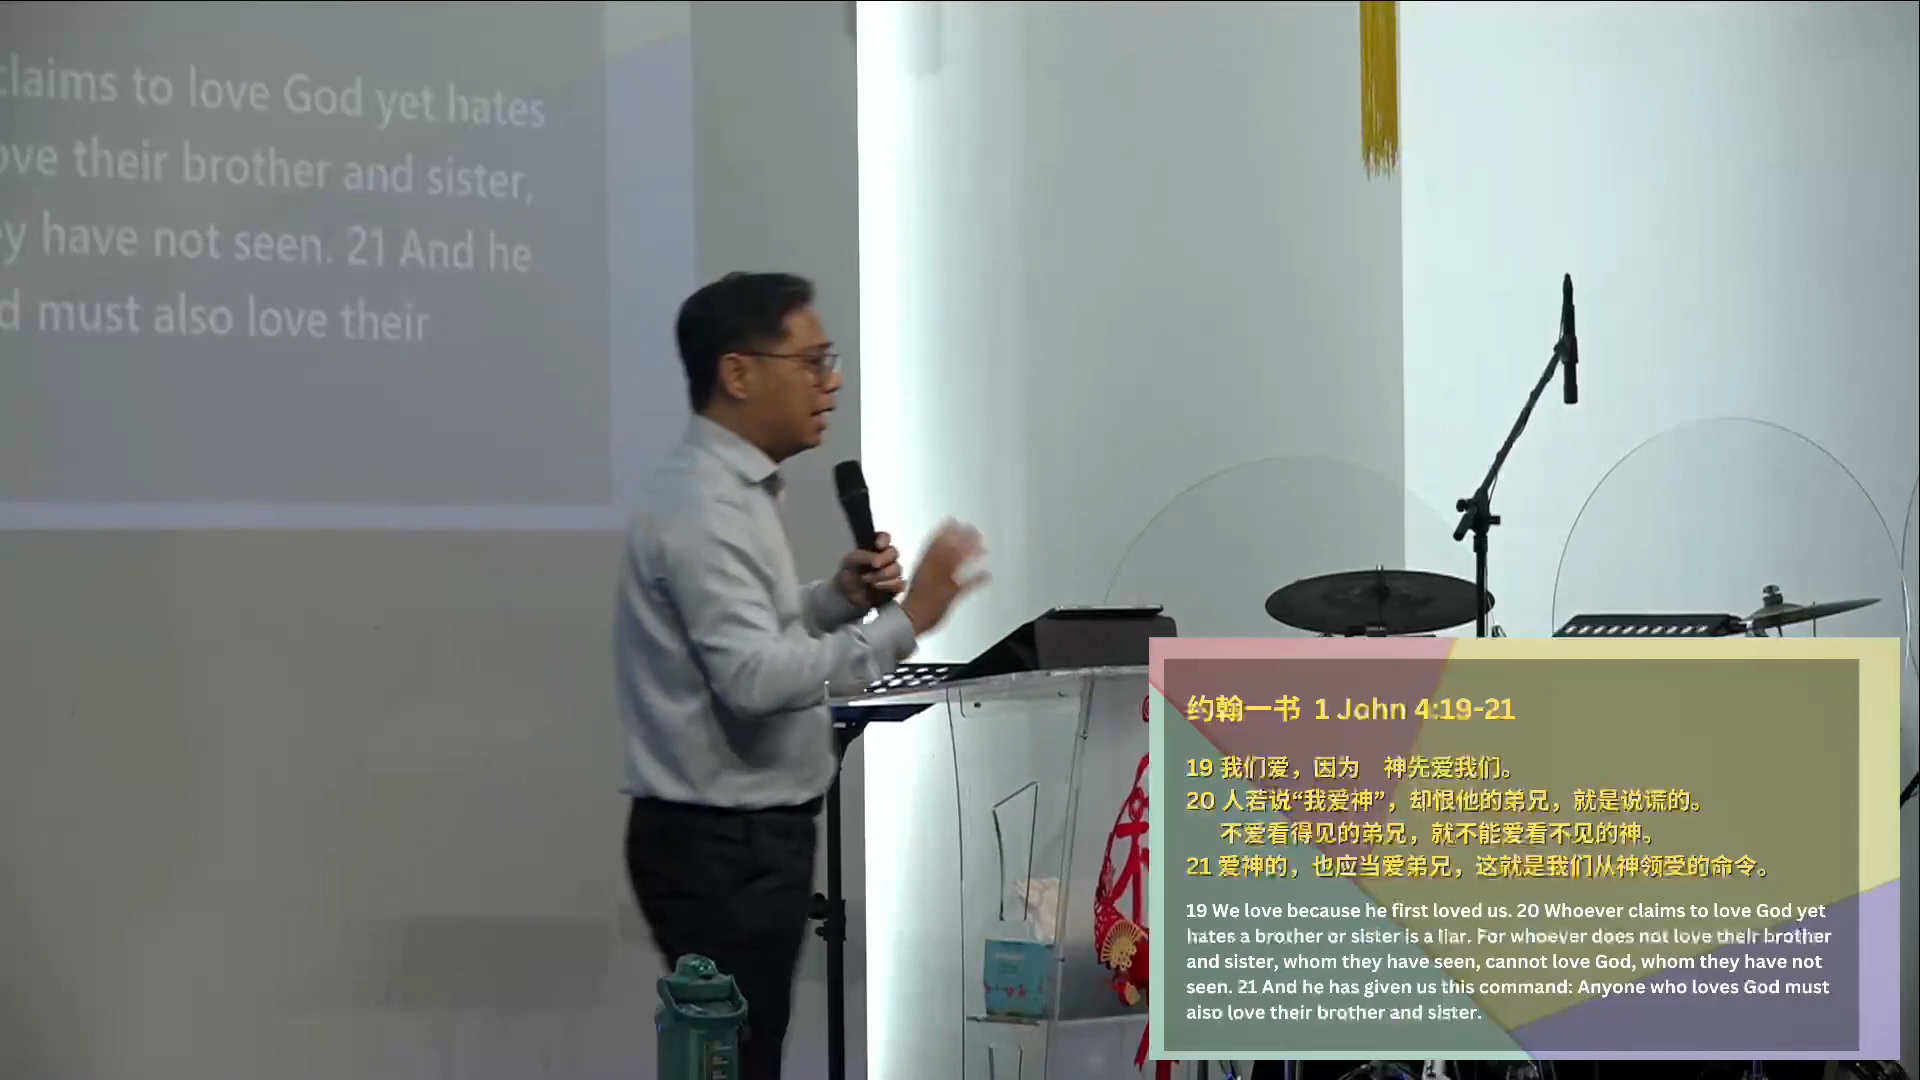 claims to love God yet hates
ove their brother and sister,
ey have not seen. 21 And he
d must also love their
约翰一书 1 John 4:19-21
19 我们爱，因为 神先爱我们。
20 人若说“我爱神”，却恨他的弟兄，就是说谎的。
不爱看得见的弟兄，就不能爱看不见的神。
21 爱神的，也应当爱弟兄，这就是我们从神领受的命令。
19 We love because he first loved us. 20 Whoever claims to love God yet
hates a brother or sister is a liar. For whoever does not love their brother
and sister, whom they have seen, cannot love God, whom they have not
seen. 21 And he has given us this command: Anyone who loves God must
also love their brother and sister.